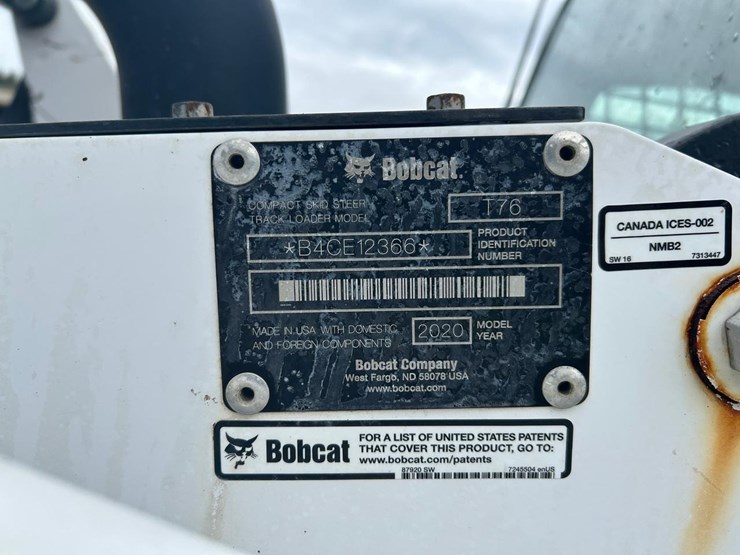 Bobcat.
COMPACT SKID STEER
TRACK LOADER MODEL
T76
*B4CE12366*
PRODUCT
IDENTIFICATION
NUMBER
MADE IN USA WITH DOMESTIC
AND FOREIGN COMPONENTS
2020
MODEL
YEAR
Bobcat Company
West Fargo, ND 58078 USA
www.bobcat.com
CANADA ICES-002
NMB2
SW 16
7313447
Bobcat
FOR A LIST OF UNITED STATES PATENTS
THAT COVER THIS PRODUCT, GO TO:
www.bobcat.com/patents
87920 SW
7245504 enUS